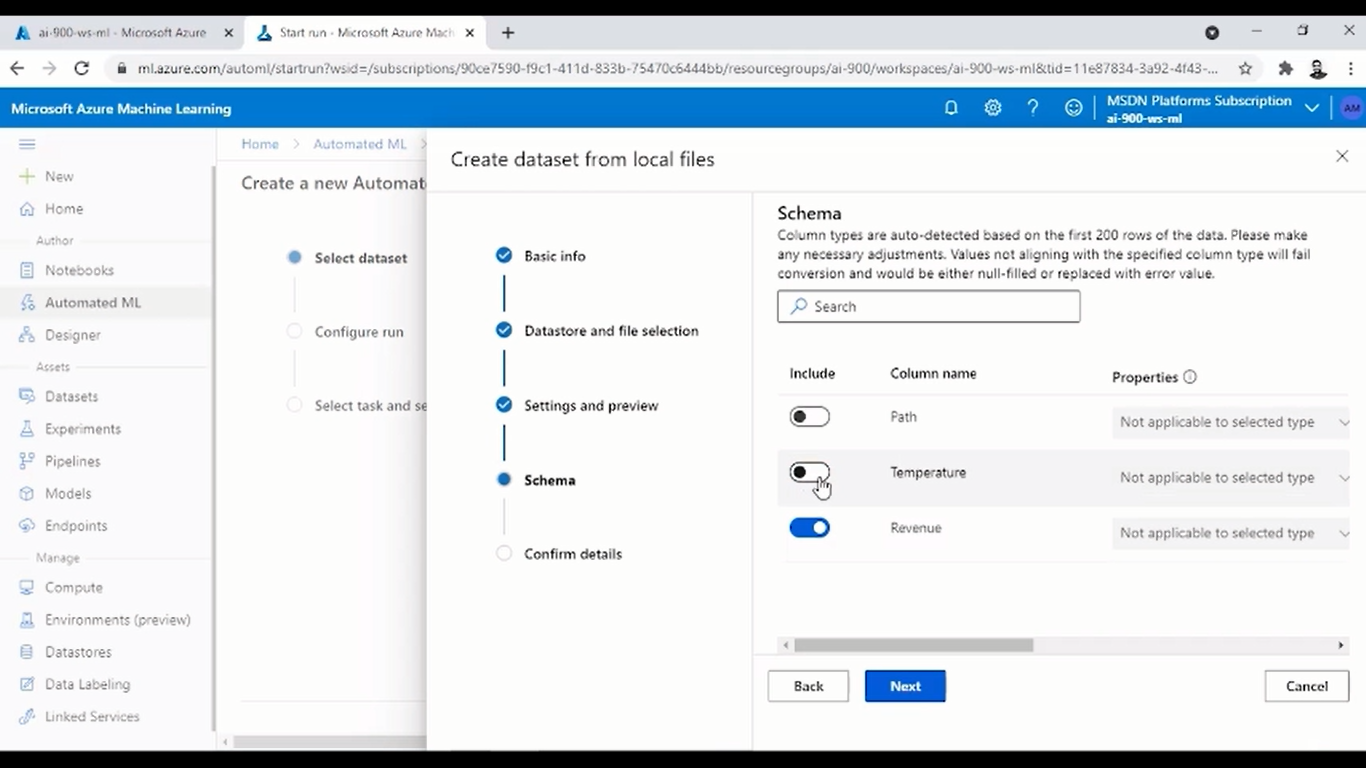 ai-900-ws-ml - Microsoft Azure
Start run - Microsoft Azure Mach
ml.azure.com/automl/startrun?wsid=/subscriptions/90ce7590-f9c1-411d-833b-75470c6444bb/resourcegroups/ai-900/workspaces/ai-900-ws-ml&tid=11e87834-3a92-4f43-...
Microsoft Azure Machine Learning
MSDN Platforms Subscription
ai-900-ws-ml
AM
New
Home
Author
Notebooks
Automated ML
Designer
Assets
Datasets
Experiments
Pipelines
Models
Endpoints
Manage
Compute
Environments (preview)
Datastores
Data Labeling
Linked Services
Home > Automated ML >
Create a new Automat
Select dataset
Configure run
Select task and se
Create dataset from local files
Basic info
Datastore and file selection
Settings and preview
Schema
Confirm details
Schema
Column types are auto-detected based on the first 200 rows of the data. Please make
any necessary adjustments. Values not aligning with the specified column type will fail
conversion and would be either null-filled or replaced with error value.
Search
Include Column name Properties
Path Not applicable to selected type
Temperature Not applicable to selected type
Revenue Not applicable to selected type
Back Next Cancel